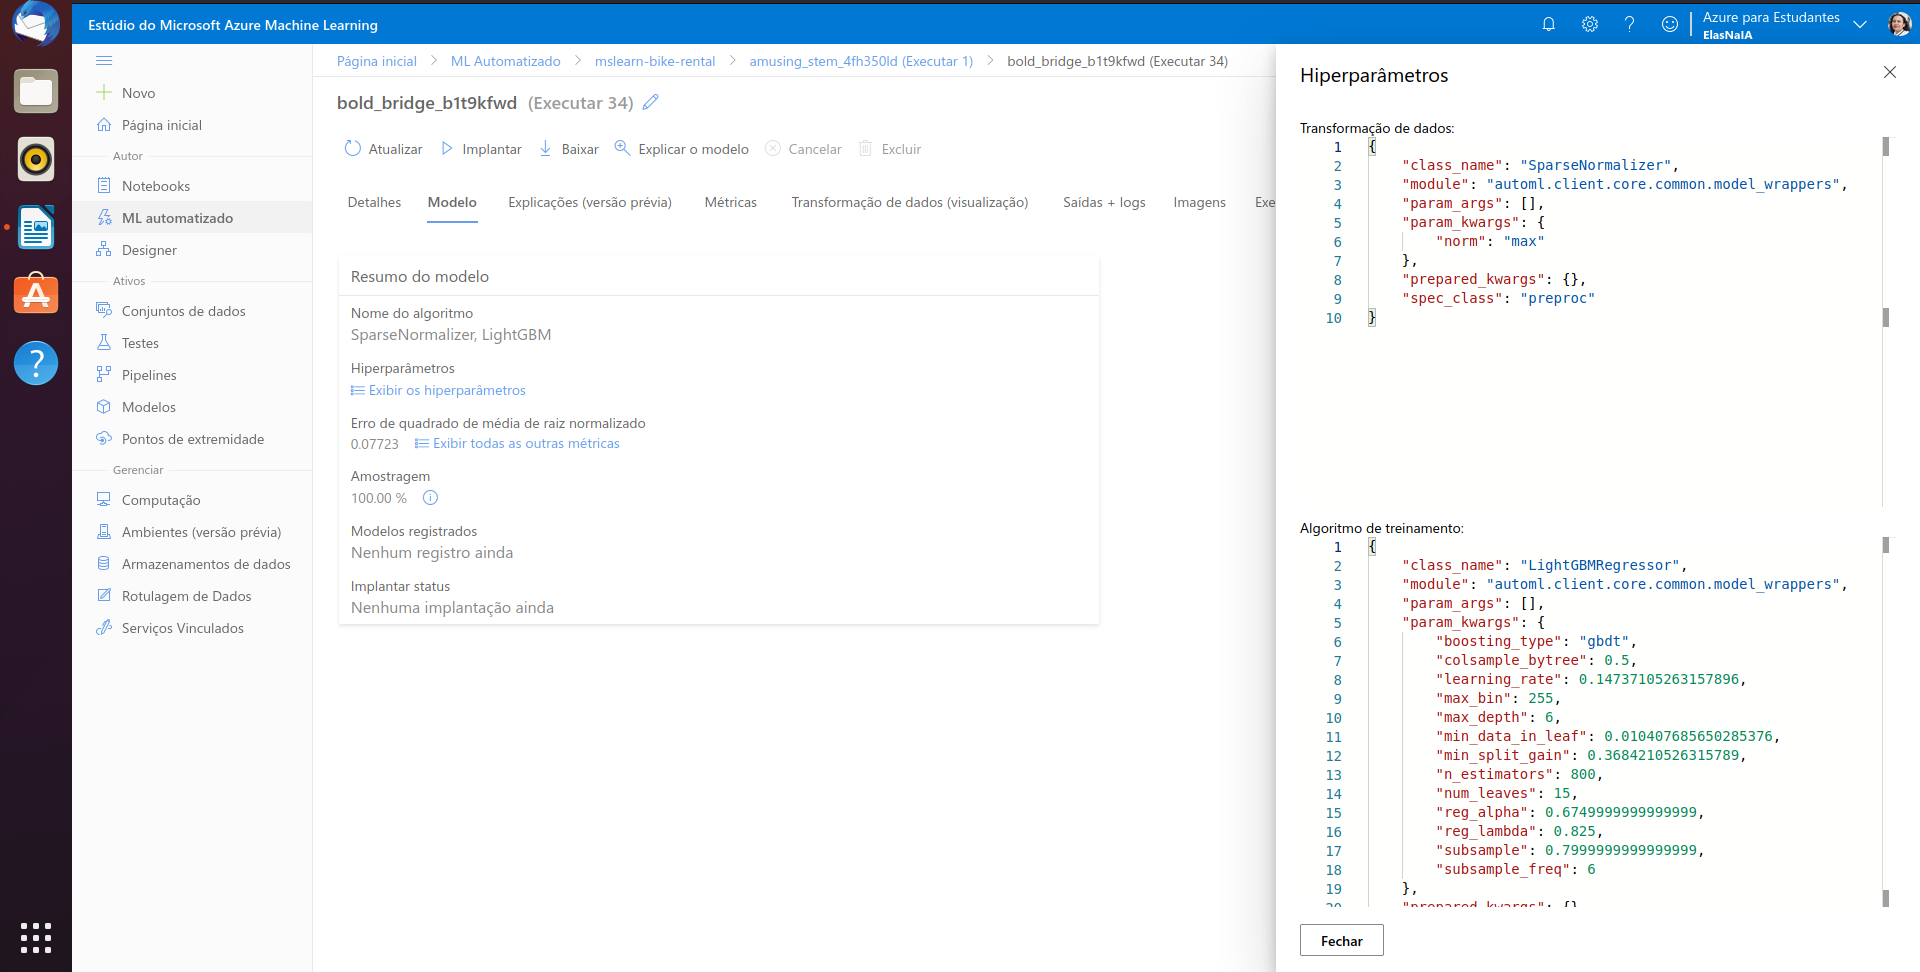 Estúdio do Microsoft Azure Machine Learning
Azure para Estudantes
ElasNaIA
Novo
Página inicial
Autor
Notebooks
ML automatizado
Designer
Ativos
Conjuntos de dados
Testes
Pipelines
Modelos
Pontos de extremidade
Gerenciar
Computação
Ambientes (versão prévia)
Armazenamentos de dados
Rotulagem de Dados
Serviços Vinculados
Página inicial > ML Automatizado > mslearn-bike-rental > amusing_stem_4fh350ld (Executar 1) > bold_bridge_b1t9kfwd (Executar 34)
bold_bridge_b1t9kfwd (Executar 34)
Atualizar Implantar Baixar Explicar o modelo Cancelar Excluir
Detalhes Modelo Explicações (versão prévia) Métricas Transformação de dados (visualização) Saídas + logs Imagens Exe
Resumo do modelo
Nome do algoritmo
SparseNormalizer, LightGBM
Hiperparâmetros
Exibir os hiperparâmetros
Erro de quadrado de média de raiz normalizado
0.07723 Exibir todas as outras métricas
Amostragem
100.00 %
Modelos registrados
Nenhum registro ainda
Implantar status
Nenhuma implantação ainda
Hiperparâmetros
Transformação de dados:
1 {
2 "class_name": "SparseNormalizer",
3 "module": "automl.client.core.common.model_wrappers",
4 "param_args": [],
5 "param_kwargs": {
6 "norm": "max"
7 },
8 "prepared_kwargs": {},
9 "spec_class": "preproc"
10 }
Algoritmo de treinamento:
1 {
2 "class_name": "LightGBMRegressor",
3 "module": "automl.client.core.common.model_wrappers",
4 "param_args": [],
5 "param_kwargs": {
6 "boosting_type": "gbdt",
7 "colsample_bytree": 0.5,
8 "learning_rate": 0.14737105263157896,
9 "max_bin": 255,
10 "max_depth": 6,
11 "min_data_in_leaf": 0.010407685650285376,
12 "min_split_gain": 0.3684210526315789,
13 "n_estimators": 800,
14 "num_leaves": 15,
15 "reg_alpha": 0.6749999999999999,
16 "reg_lambda": 0.825,
17 "subsample": 0.7999999999999999,
18 "subsample_freq": 6
19 },
20 "prepared_kwargs": {}
Fechar